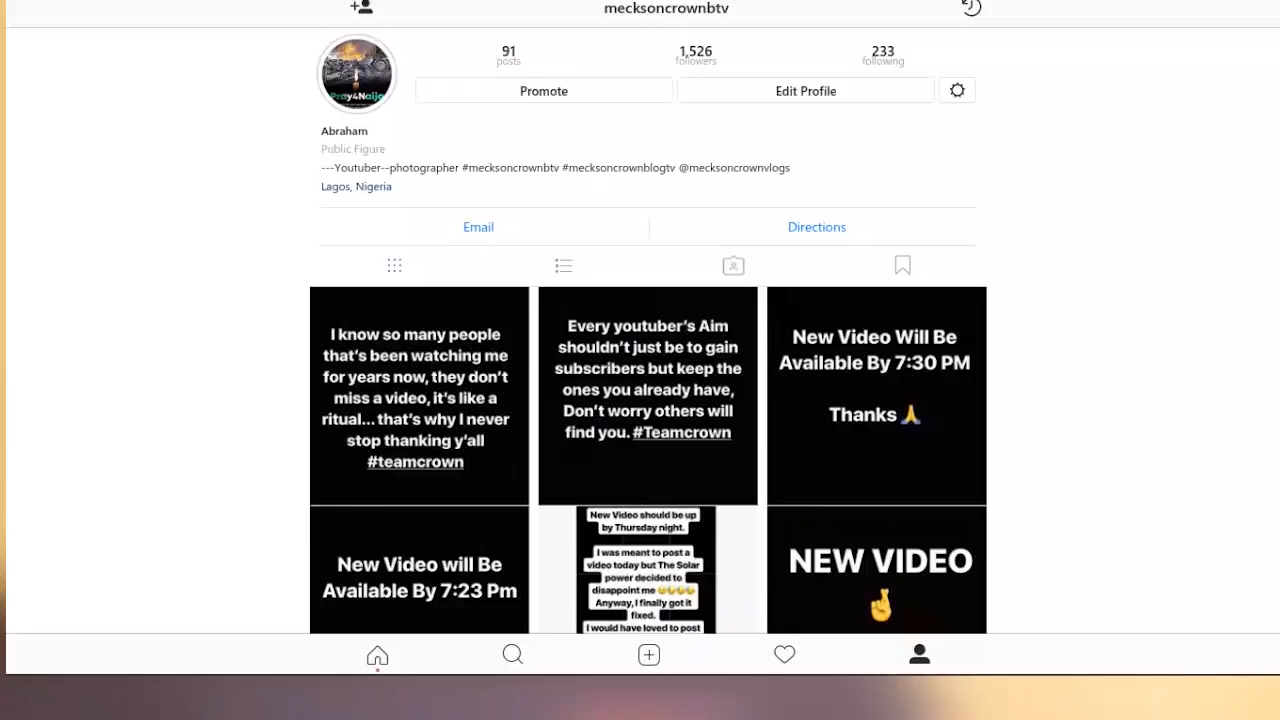 mecksoncrownbtv
91
posts
1,526
followers
233
following
Promote
Edit Profile
Pray4Naija
Abraham
Public Figure
---Youtuber--photographer #mecksoncrownbtv #mecksoncrownblogtv @mecksoncrownvlogs
Lagos, Nigeria
Email
Directions
I know so many people
that's been watching me
for years now, they don't
miss a video, it's like a
ritual... that's why I never
stop thanking y'all
#teamcrown
Every youtuber's Aim
shouldn't just be to gain
subscribers but keep the
ones you already have,
Don't worry others will
find you. #Teamcrown
New Video Will Be
Available By 7:30 PM
Thanks 🙏
New Video will Be
Available By 7:23 Pm
New Video should be up
by Thursday night.
I was meant to post a
video today but The Solar
power decided to
disappoint me 😢😢😢😢
Anyway, I finally got it
fixed.
I would have loved to post
NEW VIDEO
🤞